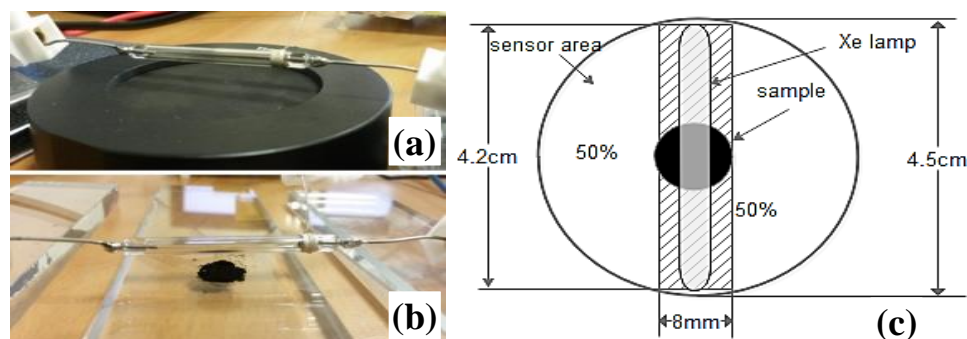 (a)
(b)
sensor area
Xe lamp
sample
4.2cm
50%
4.5cm
50%
8mm
(c)